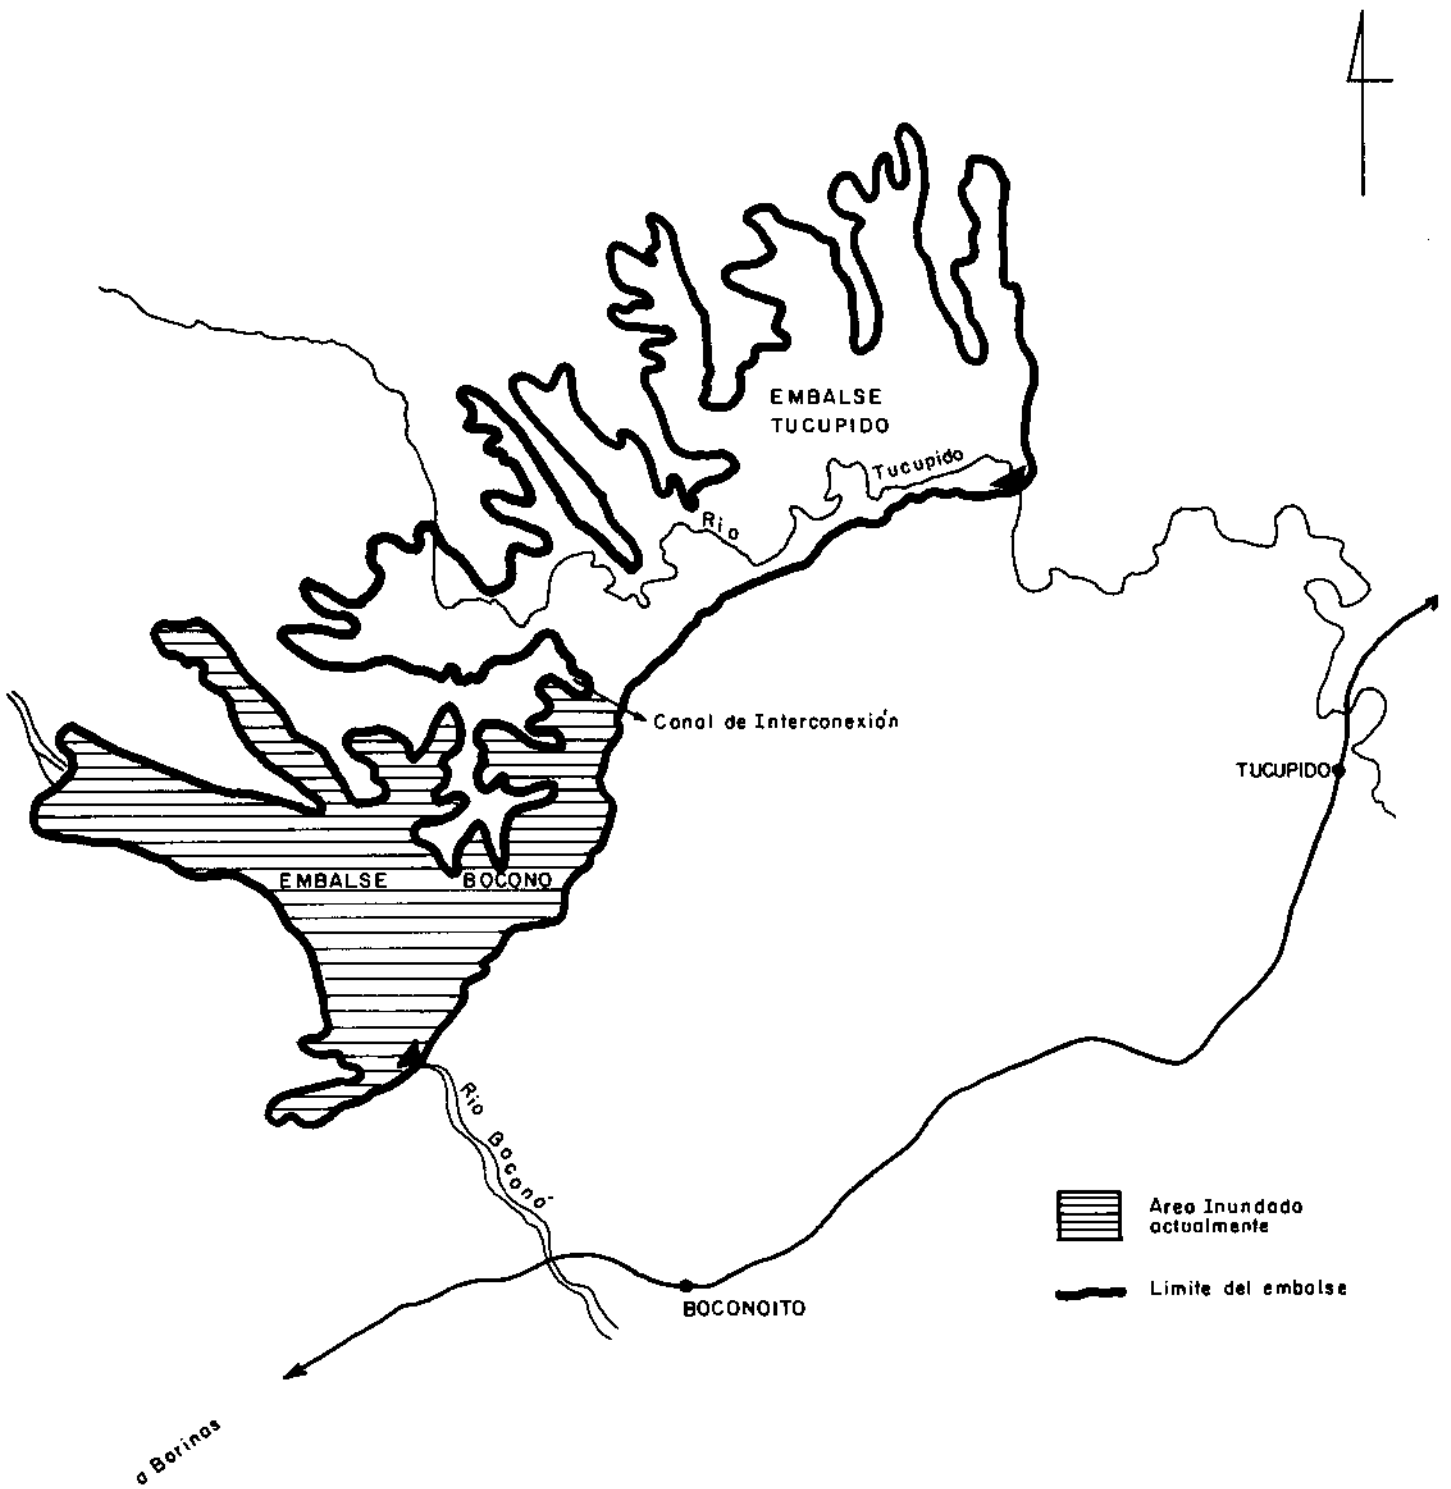 EMBALSE
TUCUPIDO
Rio Tucupido
Canal de Interconexión
TUCUPIDO
EMBALSE BOCONO
Rio Boconó
Area Inundada
actualmente
Limite del embalse
BOCONOITO
a Barinas